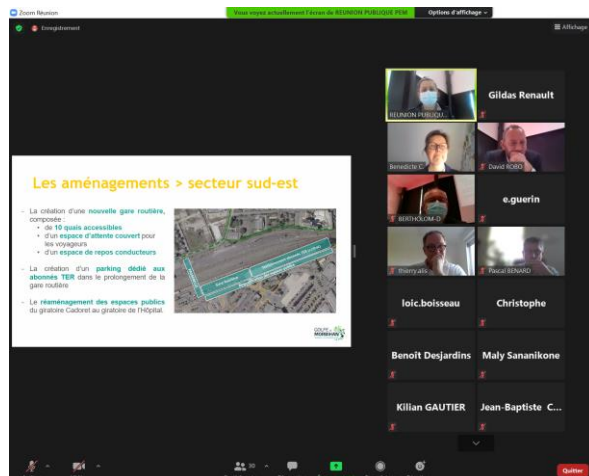 Zoom Réunion
Vous voyez actuellement l'écran de REUNION PUBLIQUE PEM
Options d'affichage
Enregistrement
Affichage
Les aménagements > secteur sud-est
- La création d'une nouvelle gare routière, composée :
• de 10 quais accessibles
• d'un espace d'attente couvert pour les voyageurs
• d'un espace de repos conducteurs
- La création d'un parking dédié aux abonnés TER dans le prolongement de la gare routière
- Le réaménagement des espaces publics du giratoire Cadoret au giratoire de l'Hôpital.
MORBIHAN
REUNION PUBLIQU...
Gildas Renault
Benedicte C.
David ROBO
BERTHOLOM-D
e.guerin
thierry alis
Pascal BENARD
loic.boisseau
Christophe
Benoît Desjardins
Maly Sananikone
Kilian GAUTIER
Jean-Baptiste C...
30
Quitter